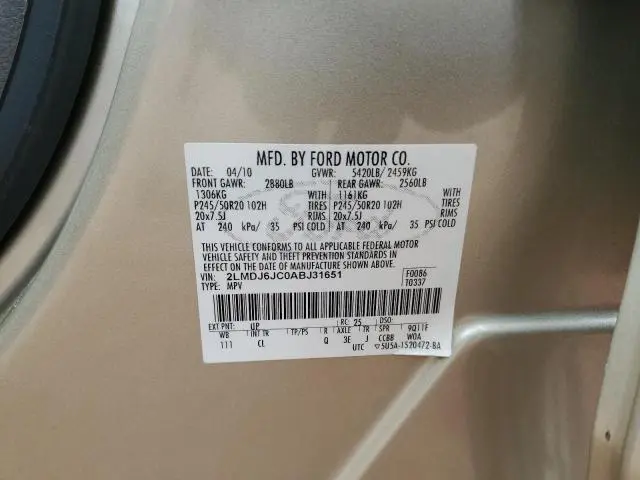 MFD. BY FORD MOTOR CO.
DATE: 04/10 GVWR: 5420LB/ 2459KG
FRONT GAWR: 2880LB REAR GAWR: 2560LB
1306KG WITH 1161KG WITH
P245/50R20 102H TIRES P245/50R20 102H TIRES
20x7.5J RIMS 20x7.5J RIMS
AT 240 kPa/ 35 PSI COLD AT 240 kPa/ 35 PSI COLD
THIS VEHICLE CONFORMS TO ALL APPLICABLE FEDERAL MOTOR
VEHICLE SAFETY AND THEFT PREVENTION STANDARDS IN
EFFECT ON THE DATE OF MANUFACTURE SHOWN ABOVE.
VIN: 2LMDJ6JC0ABJ31651 F0086
TYPE: MPV T0337
EXT PNT: UP RC: 25 DSO:
WB INT TR TP/PS R AXLE TR SPR 9Q11F
111 CL Q 3E J CCBB W0A
UTC ▽5U5A-1520472-BA